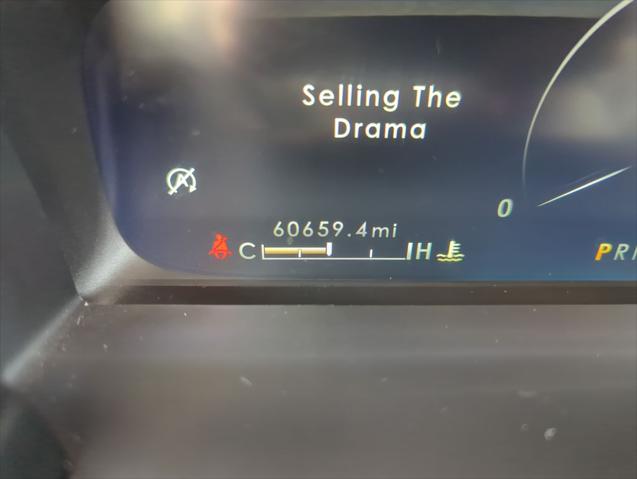 Selling The
Drama
A
0
60659.4mi
C H
PR